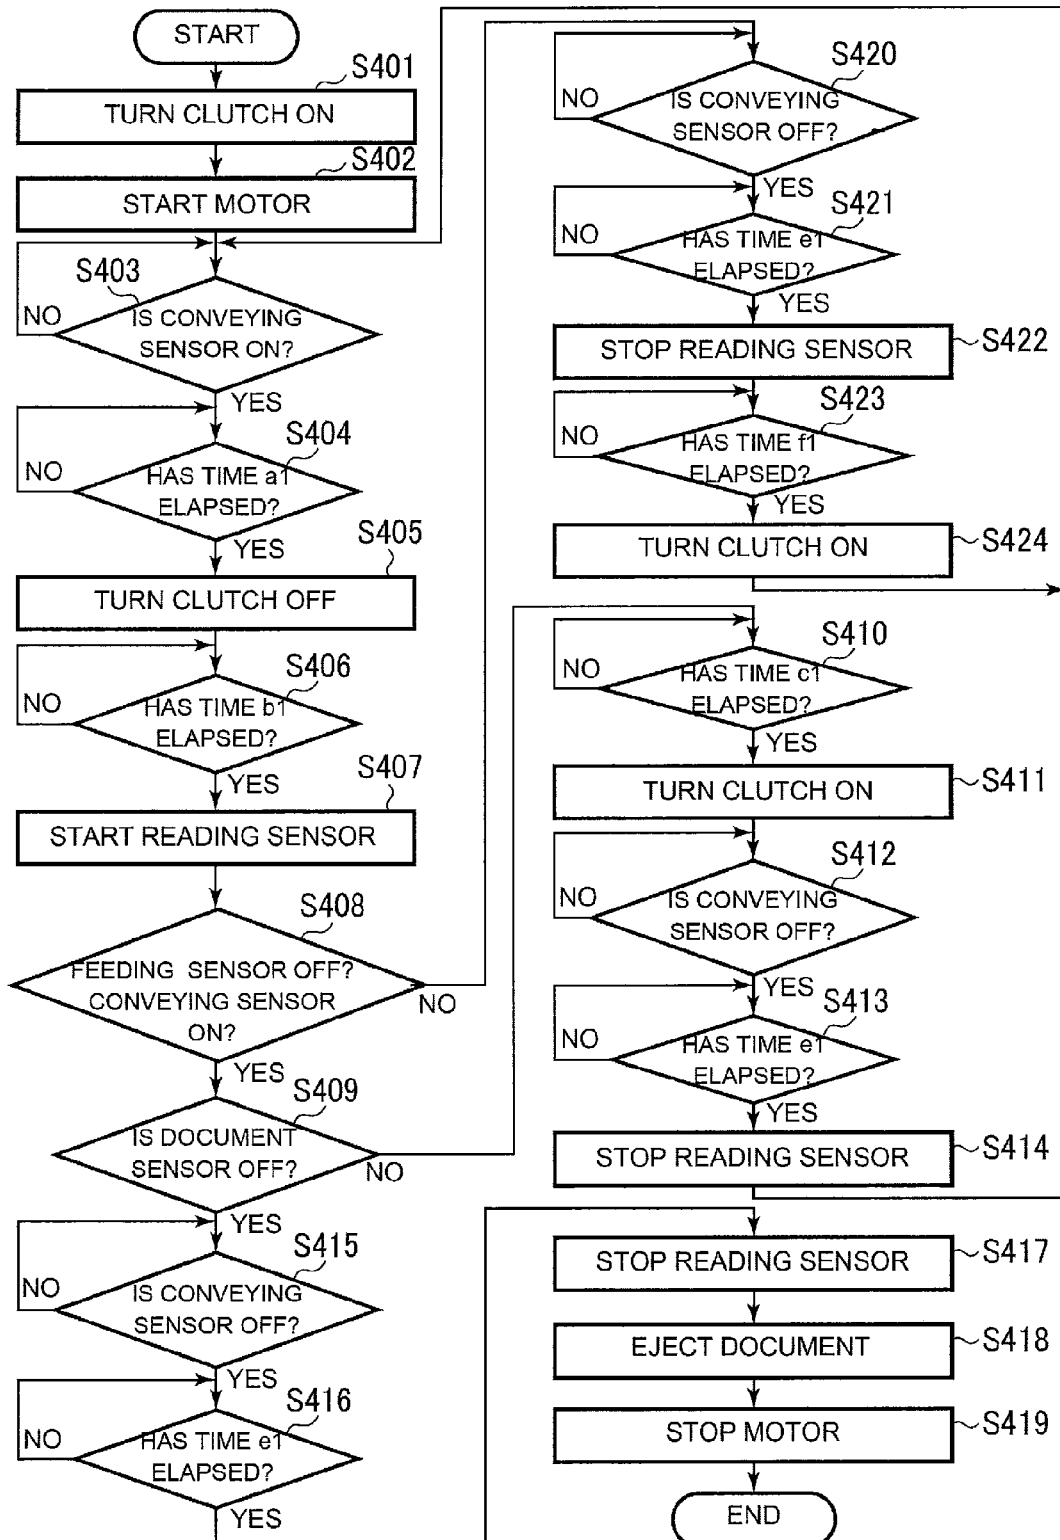 START
S401
TURN CLUTCH ON
S402
START MOTOR
S403
NO
IS CONVEYING
SENSOR ON?
YES
S404
NO
HAS TIME a1
ELAPSED?
YES
S405
TURN CLUTCH OFF
S406
NO
HAS TIME b1
ELAPSED?
YES
S407
START READING SENSOR
S408
FEEDING SENSOR OFF?
CONVEYING SENSOR
ON?
NO
YES
S409
IS DOCUMENT
SENSOR OFF?
NO
YES
S415
NO
IS CONVEYING
SENSOR OFF?
YES
S416
NO
HAS TIME e1
ELAPSED?
YES
S420
NO
IS CONVEYING
SENSOR OFF?
YES
S421
NO
HAS TIME e1
ELAPSED?
YES
STOP READING SENSOR
S422
S423
NO
HAS TIME f1
ELAPSED?
YES
TURN CLUTCH ON
S424
S410
NO
HAS TIME c1
ELAPSED?
YES
TURN CLUTCH ON
S411
S412
NO
IS CONVEYING
SENSOR OFF?
YES
S413
NO
HAS TIME e1
ELAPSED?
YES
STOP READING SENSOR
S414
STOP READING SENSOR
S417
EJECT DOCUMENT
S418
STOP MOTOR
S419
END